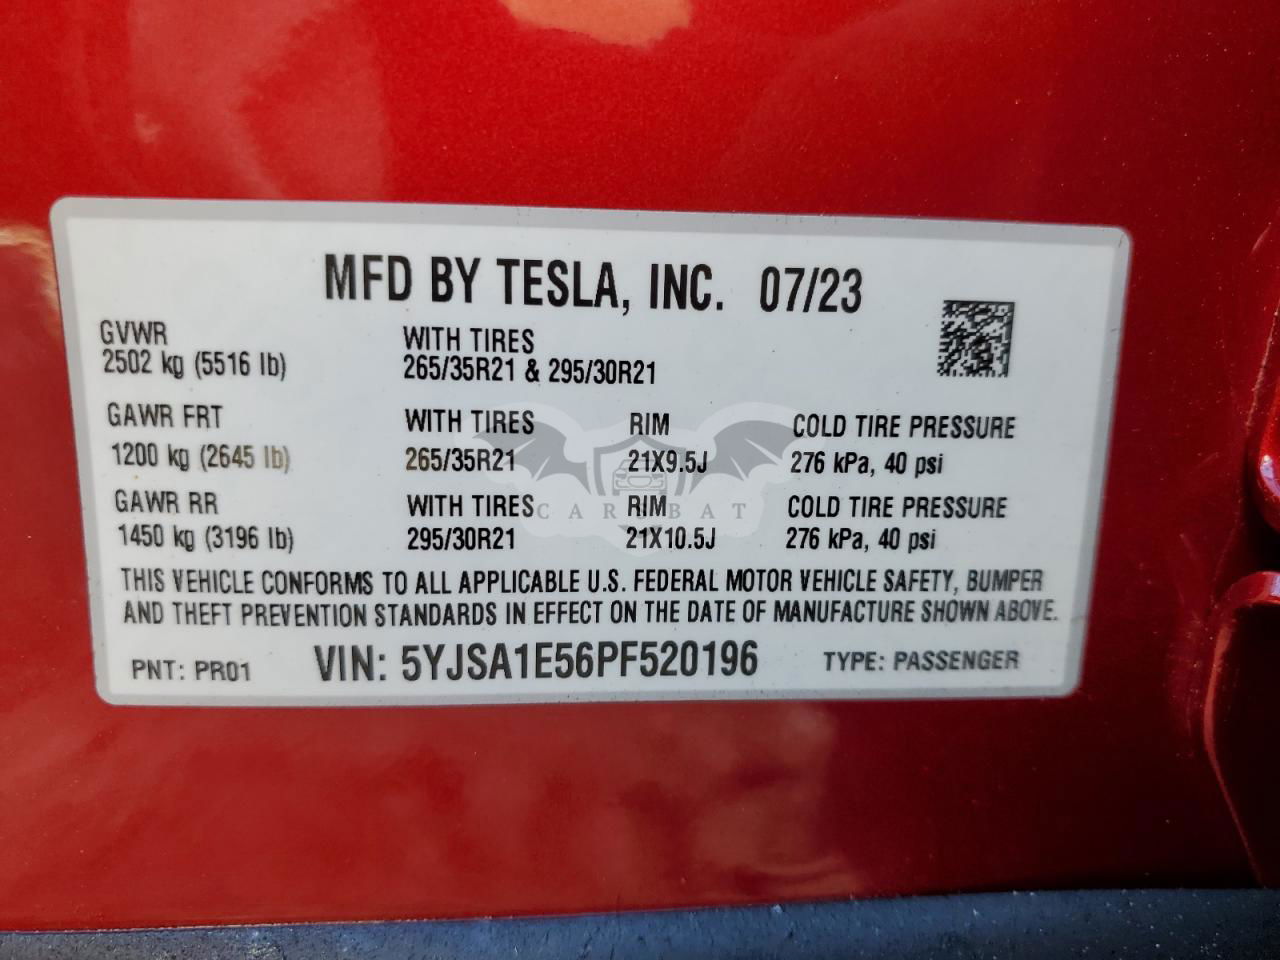 MFD BY TESLA, INC. 07/23
GVWR
2502 kg (5516 lb)
WITH TIRES
265/35R21 & 295/30R21
GAWR FRT
1200 kg (2645 lb)
WITH TIRES
265/35R21
RIM
21X9.5J
COLD TIRE PRESSURE
276 kPa, 40 psi
GAWR RR
1450 kg (3196 lb)
WITH TIRES
295/30R21
RIM
21X10.5J
COLD TIRE PRESSURE
276 kPa, 40 psi
CARSBAT
THIS VEHICLE CONFORMS TO ALL APPLICABLE U.S. FEDERAL MOTOR VEHICLE SAFETY, BUMPER
AND THEFT PREVENTION STANDARDS IN EFFECT ON THE DATE OF MANUFACTURE SHOWN ABOVE.
PNT: PR01
VIN: 5YJSA1E56PF520196
TYPE: PASSENGER